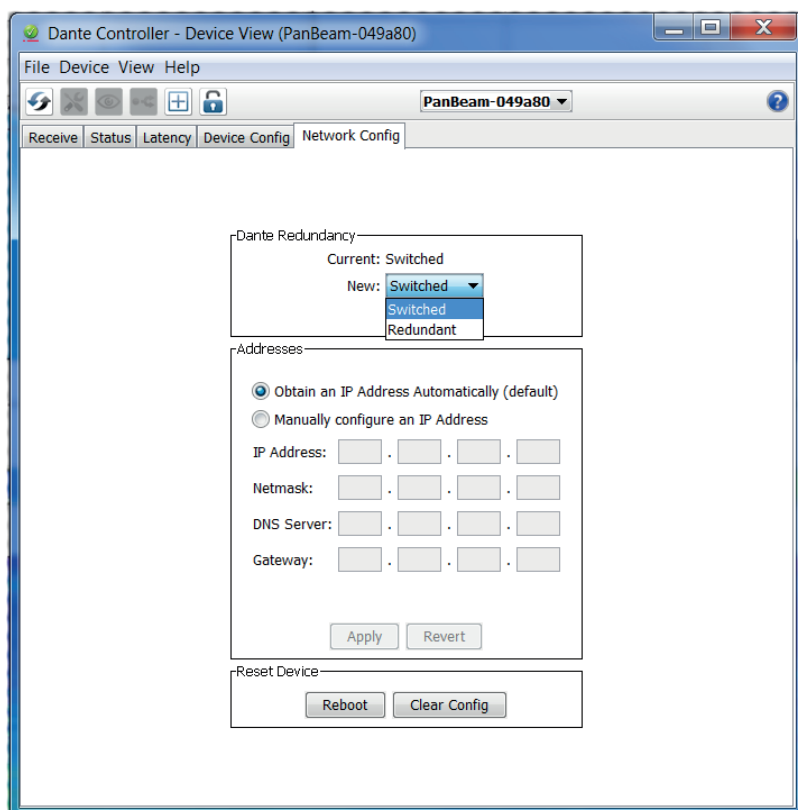 Dante Controller - Device View (PanBeam-049a80)
File Device View Help
PanBeam-049a80
?
Receive Status Latency Device Config Network Config
Dante Redundancy
Current: Switched
New: Switched
Switched
Redundant
Addresses
Obtain an IP Address Automatically (default)
Manually configure an IP Address
IP Address: . . .
Netmask: . . .
DNS Server: . . .
Gateway: . . .
Apply Revert
Reset Device
Reboot Clear Config